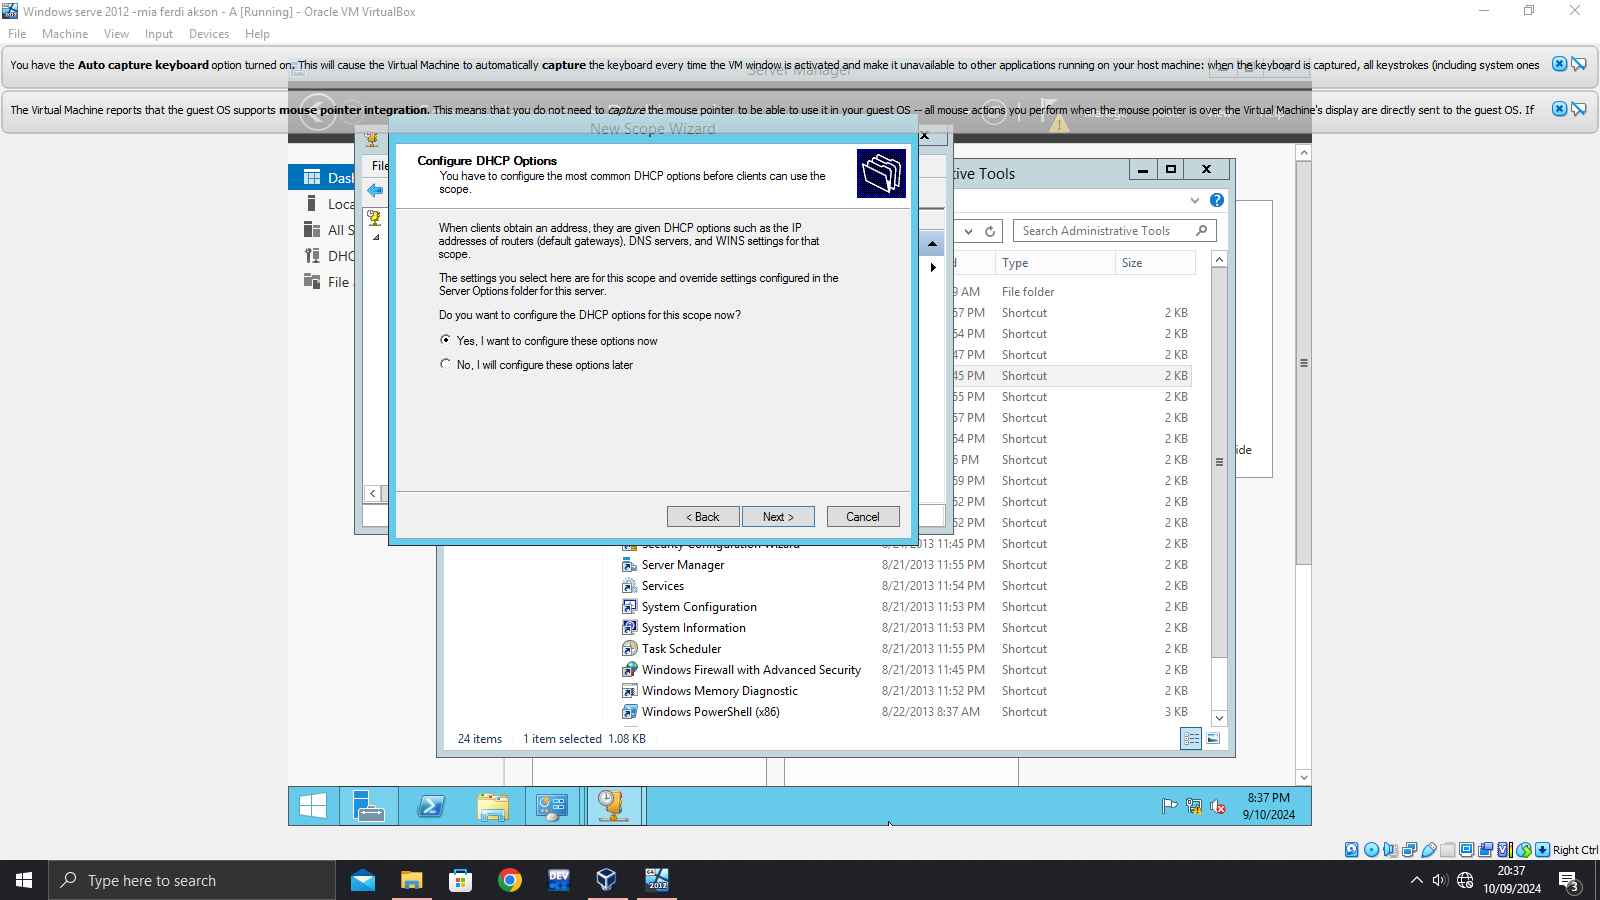 Windows serve 2012 -mia ferdi akson - A [Running] - Oracle VM VirtualBox
File Machine View Input Devices Help
You have the Auto capture keyboard option turned on. This will cause the Virtual Machine to automatically capture the keyboard every time the VM window is activated and make it unavailable to other applications running on your host machine: when the keyboard is captured, all keystrokes (including system ones
Server Manager
The Virtual Machine reports that the guest OS supports mouse pointer integration. This means that you do not need to capture the mouse pointer to be able to use it in your guest OS -- all mouse actions you perform when the mouse pointer is over the Virtual Machine's display are directly sent to the guest OS. If
New Scope Wizard
File
Configure DHCP Options
You have to configure the most common DHCP options before clients can use the
scope.
When clients obtain an address, they are given DHCP options such as the IP
addresses of routers (default gateways), DNS servers, and WINS settings for that
scope.
The settings you select here are for this scope and override settings configured in the
Server Options folder for this server.
Do you want to configure the DHCP options for this scope now?
Yes, I want to configure these options now
No, I will configure these options later
< Back Next > Cancel
Dash
Loca
All S
DHC
File
ive Tools
Search Administrative Tools
d Type Size
9 AM File folder
57 PM Shortcut 2 KB
54 PM Shortcut 2 KB
47 PM Shortcut 2 KB
45 PM Shortcut 2 KB
55 PM Shortcut 2 KB
57 PM Shortcut 2 KB
54 PM Shortcut 2 KB
5 PM Shortcut 2 KB
59 PM Shortcut 2 KB
52 PM Shortcut 2 KB
52 PM Shortcut 2 KB
Security Configuration Wizard 8/21/2013 11:45 PM Shortcut 2 KB
Server Manager 8/21/2013 11:55 PM Shortcut 2 KB
Services 8/21/2013 11:54 PM Shortcut 2 KB
System Configuration 8/21/2013 11:53 PM Shortcut 2 KB
System Information 8/21/2013 11:53 PM Shortcut 2 KB
Task Scheduler 8/21/2013 11:55 PM Shortcut 2 KB
Windows Firewall with Advanced Security 8/21/2013 11:45 PM Shortcut 2 KB
Windows Memory Diagnostic 8/21/2013 11:52 PM Shortcut 2 KB
Windows PowerShell (x86) 8/22/2013 8:37 AM Shortcut 3 KB
24 items 1 item selected 1.08 KB
ide
8:37 PM
9/10/2024
Right Ctrl
Type here to search
DEV
2012
20:37
10/09/2024
3